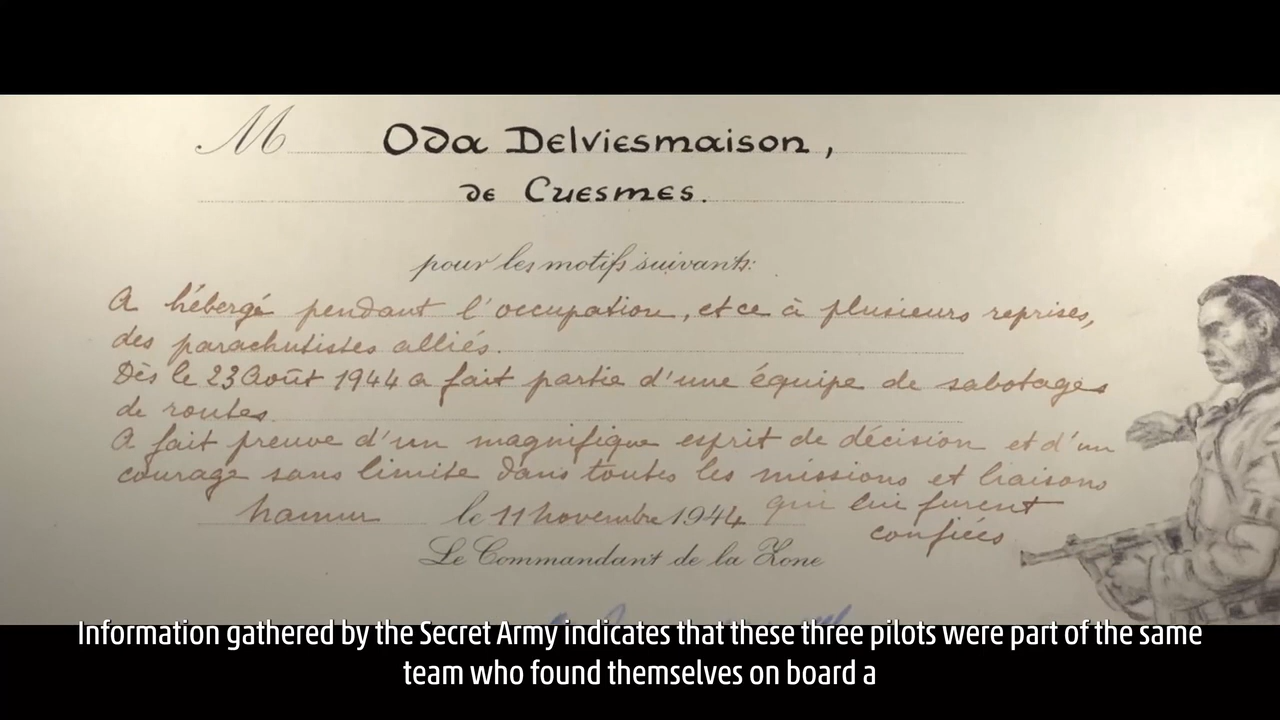 M Oda Delviesmaison,
de Cuesmes.
pour les motifs suivants:
A hébergé pendant l'occupation, et ce à plusieurs reprises,
des parachutistes alliés.
Dès le 23 Août 1944 a fait partie d'une équipe de sabotages
de routes
A fait preuve d'un magnifique esprit de décision et d'un
courage sans limite dans toutes les missions et liaisons
qui lui furent
Namur le 11 Novembre 1944
confiées
Le Commandant de la Zone
Information gathered by the Secret Army indicates that these three pilots were part of the same
team who found themselves on board a